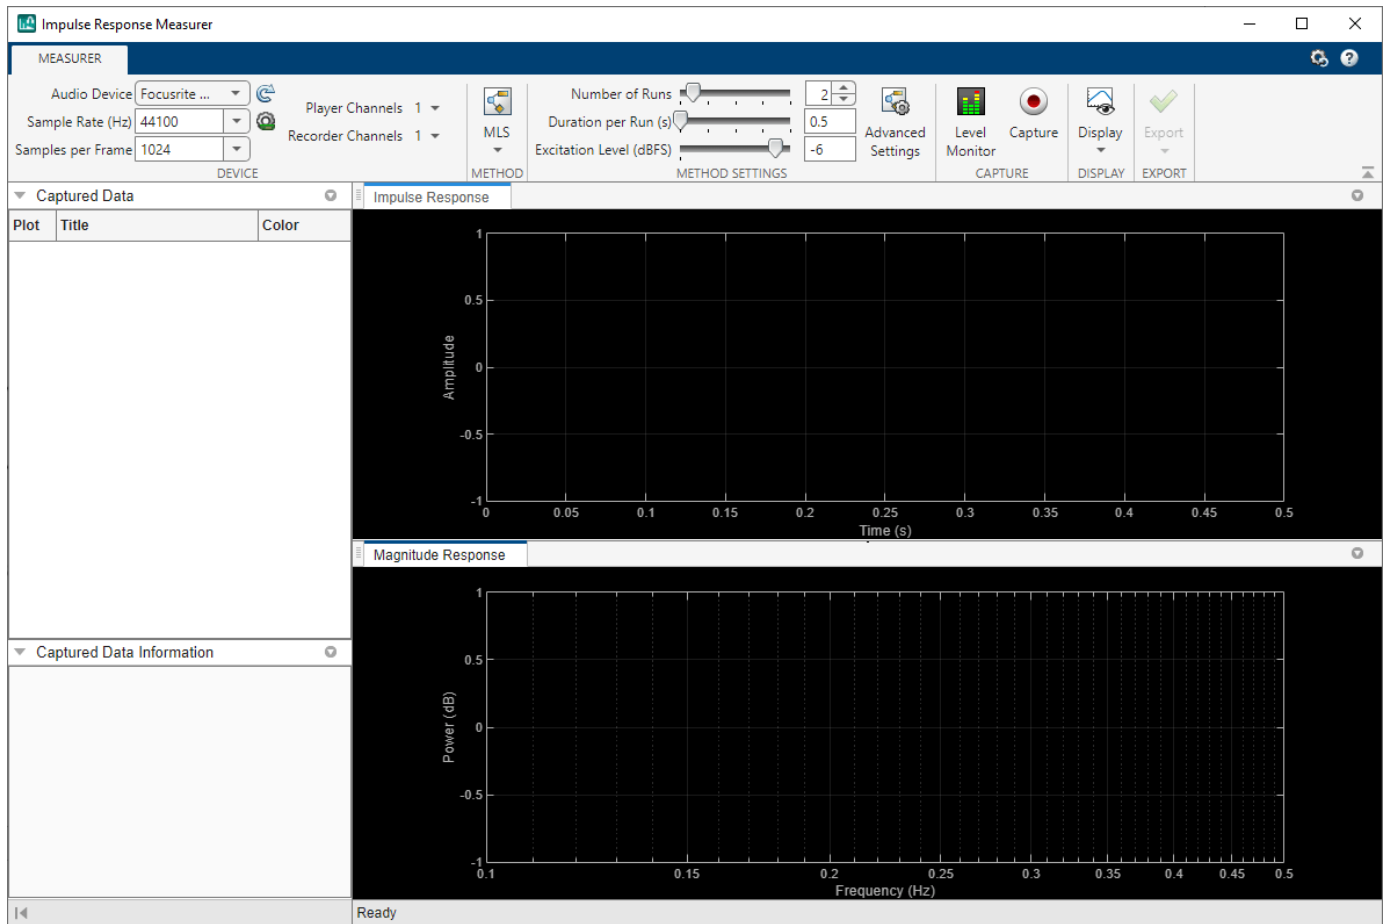 Impulse Response Measurer
MEASURER
Audio Device Focusrite ...
Sample Rate (Hz) 44100
Samples per Frame 1024
Player Channels 1
Recorder Channels 1
DEVICE
MLS
METHOD
Number of Runs 2
Duration per Run (s) 0.5
Excitation Level (dBFS) -6
Advanced
Settings
METHOD SETTINGS
Level
Monitor
Capture
CAPTURE
Display
DISPLAY
Export
EXPORT
Captured Data
Plot Title Color
Captured Data Information
Impulse Response
1
0.5
0
-0.5
-1
Amplitude
0 0.05 0.1 0.15 0.2 0.25 0.3 0.35 0.4 0.45 0.5
Time (s)
Magnitude Response
1
0.5
0
-0.5
-1
Power (dB)
0.1 0.15 0.2 0.25 0.3 0.35 0.4 0.45 0.5
Frequency (Hz)
Ready